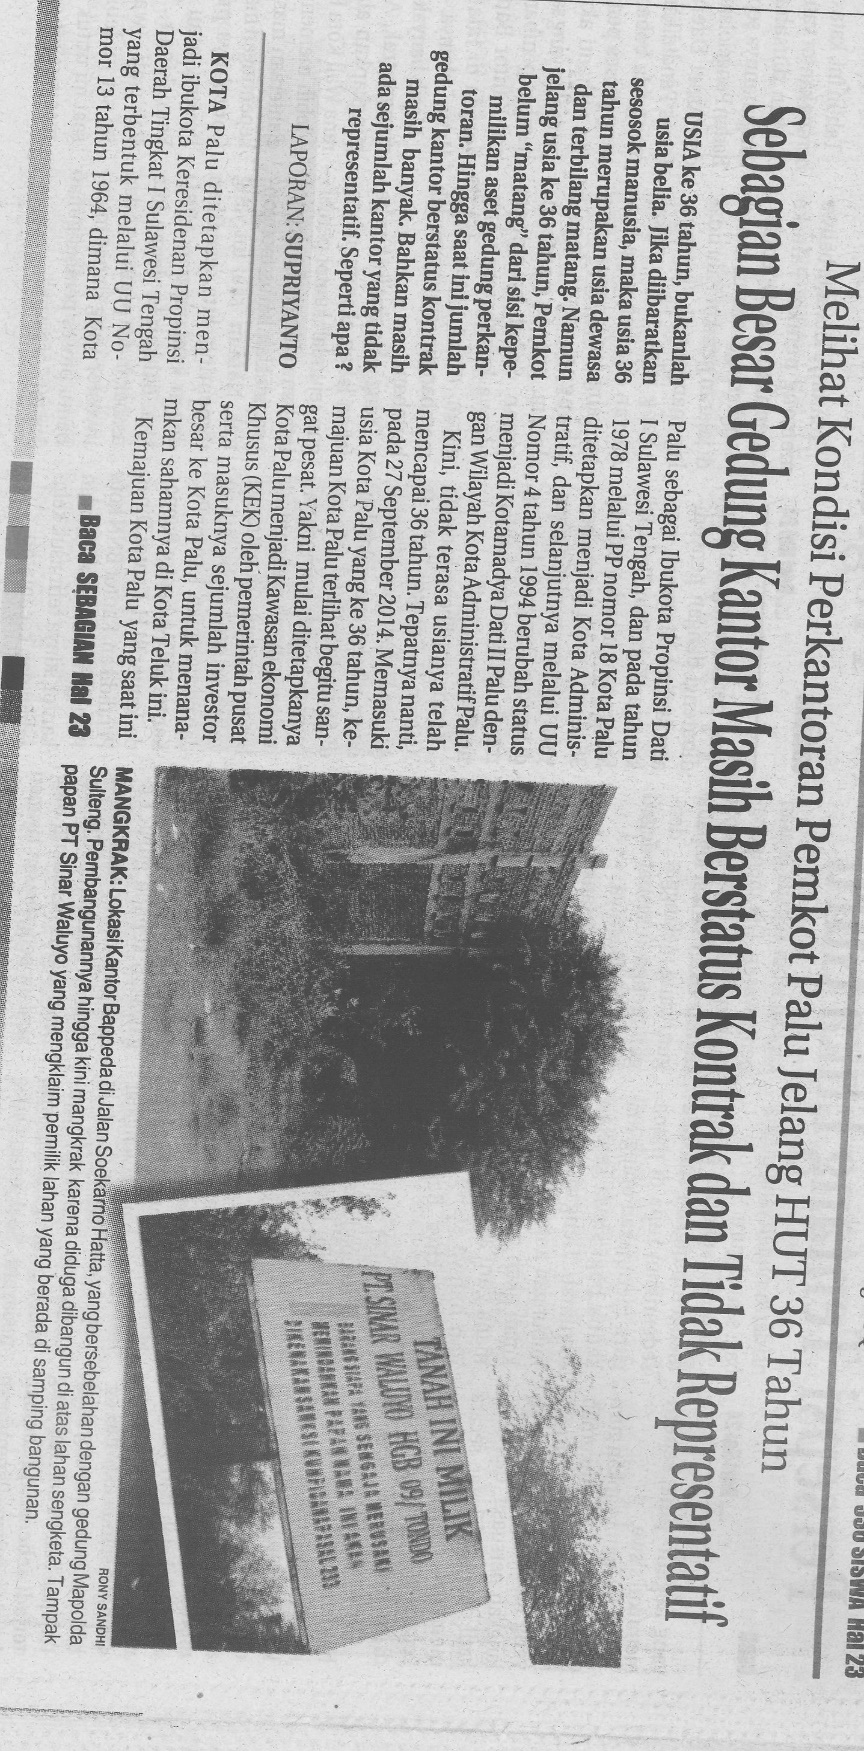 Melihat Kondisi Perkantoran Pemkot Palu Jelang HUT 36 Tahun
Sebagian Besar Gedung Kantor Masih Berstatus Kontrak dan Tidak Representatif
USIA ke 36 tahun, bukanlah
usia belia. Jika diibaratkan
sesosok manusia, maka usia 36
tahun merupakan usia dewasa
dan terbilang matang. Namun
jelang usia ke 36 tahun, Pemkot
belum "matang" dari sisi kepe-
milikan aset gedung perkan-
toran. Hingga saat ini jumlah
gedung kantor berstatus kontrak
masih banyak. Bahkan masih
ada sejumlah kantor yang tidak
representatif. Seperti apa?
LAPORAN: SUPRIYANTO
KOTA Palu ditetapkan men-
jadi ibukota Keresidenan Propinsi
Daerah Tingkat I Sulawesi Tengah
yang terbentuk melalui UU No-
mor 13 tahun 1964, dimana Kota
Palu sebagai Ibukota Propinsi Dati
I Sulawesi Tengah, dan pada tahun
1978 melalui PP nomor 18 Kota Palu
ditetapkan menjadi Kota Adminis-
tratif, dan selanjutnya melalui UU
Nomor 4 tahun 1994 berubah status
menjadi Kotamadya Dati II Palu den-
gan Wilayah Kota Administratif Palu.
Kini, tidak terasa usianya telah
mencapai 36 tahun. Tepatnya nanti,
pada 27 September 2014. Memasuki
usia Kota Palu yang ke 36 tahun, ke-
majuan Kota Palu terlihat begitu san-
gat pesat. Yakni mulai ditetapkanya
Kota Palu menjadi Kawasan ekonomi
Khusus (KEK) oleh pemerintah pusat
serta masuknya sejumlah investor
besar ke Kota Palu, untuk menana-
mkan sahamnya di Kota Teluk ini.
Kemajuan Kota Palu yang saat ini
Baca SEBAGIAN Hal 23
TANAH INI MILIK
PT. SINAR WALUYO HGB 09/TONDO
BARANG SIAPA YANG SENGAJA MERUSAK/
MEMINDAHKAN PAPAN NAMA INI AKAN
DIKENAKAN SANKSI KUHP
RONY SANDHI
MANGKRAK: Lokasi Kantor Bappeda di Jalan Soekarno Hatta, yang bersebelahan dengan gedung Mapolda
Sulteng. Pembangunannya hingga kini mangkrak karena diduga dibangun di atas lahan sengketa. Tampak
papan PT Sinar Waluyo yang mengklaim pemilik lahan yang berada di samping bangunan.
SISWA Hal 23